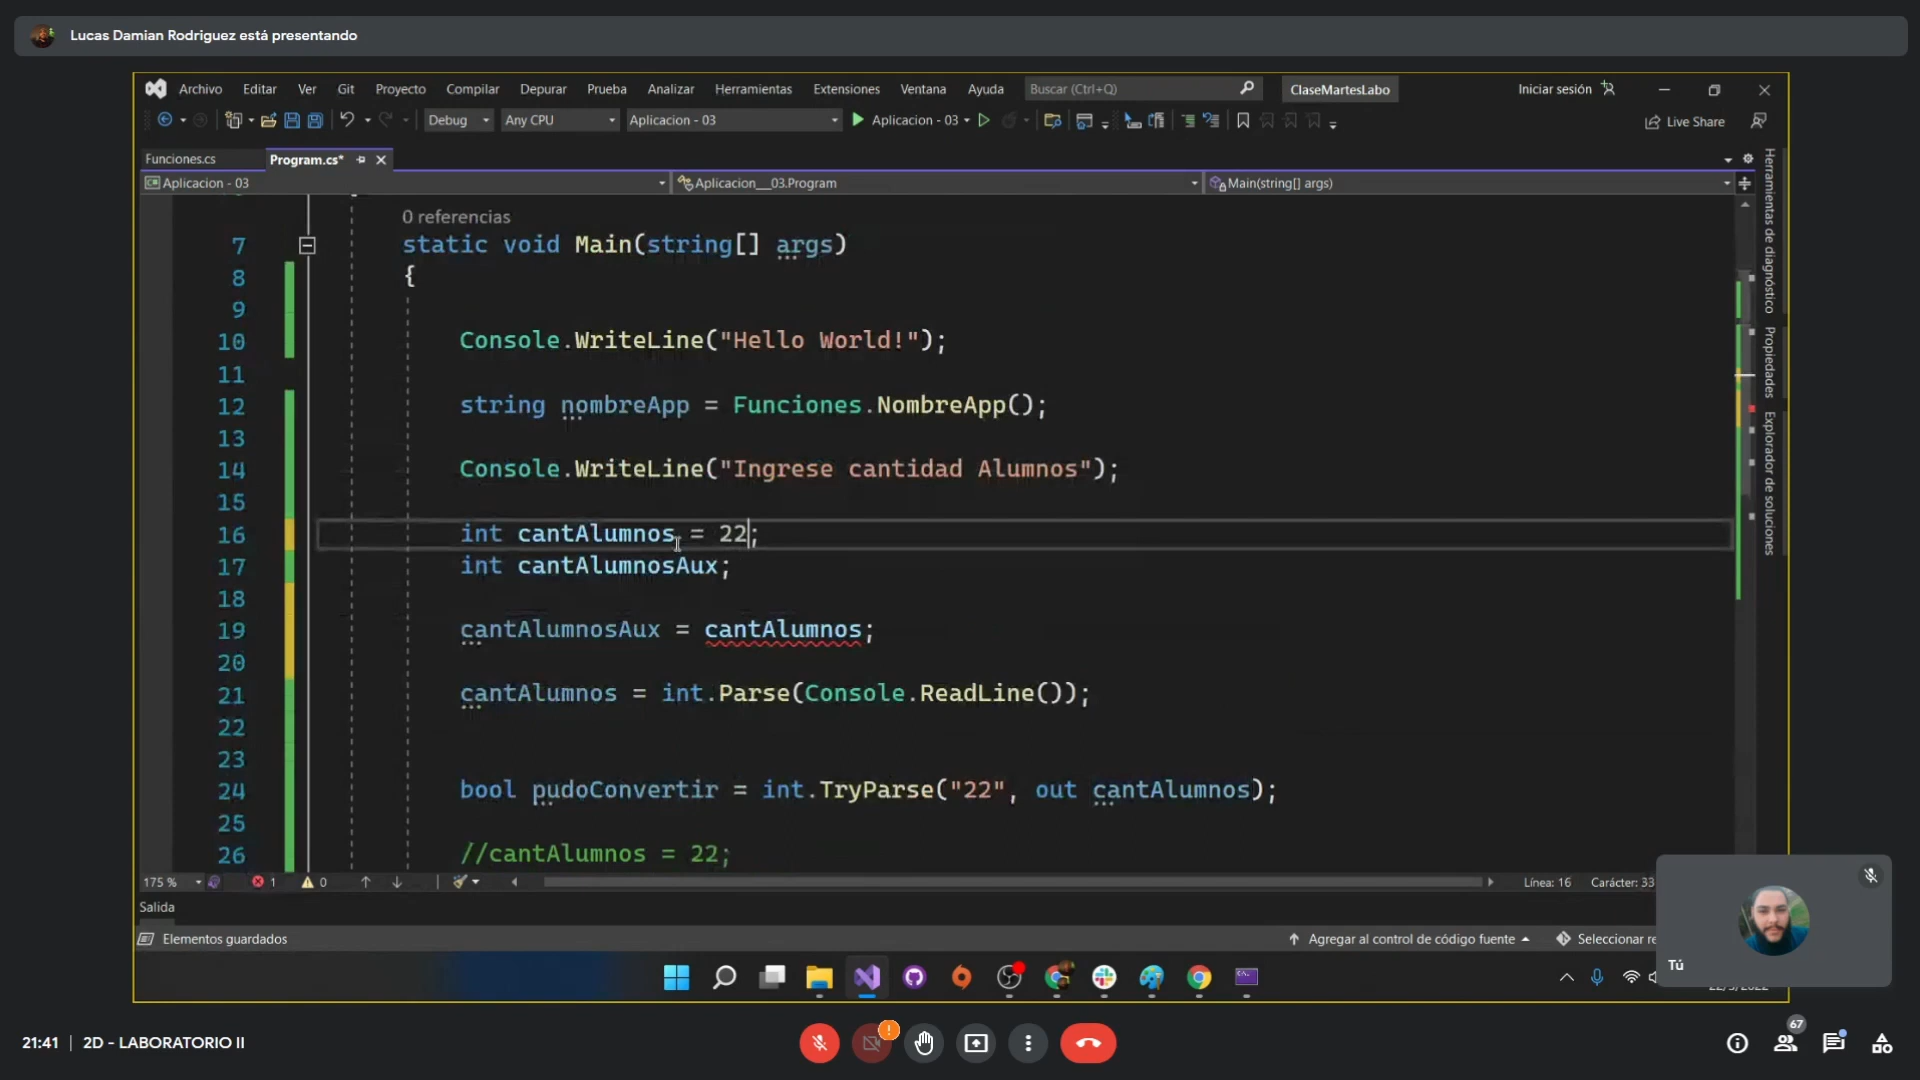 Lucas Damian Rodriguez está presentando
Archivo Editar Ver Git Proyecto Compilar Depurar Prueba Analizar Herramientas Extensiones Ventana Ayuda Buscar (Ctrl+Q) ClaseMartesLabo Iniciar sesión
Debug Any CPU Aplicacion - 03 Aplicacion - 03 Live Share
Funciones.cs Program.cs*
Aplicacion - 03 Aplicacion__03.Program Main(string[] args)
0 referencias
7 static void Main(string[] args)
8 {
9
10 Console.WriteLine("Hello World!");
11
12 string nombreApp = Funciones.NombreApp();
13
14 Console.WriteLine("Ingrese cantidad Alumnos");
15
16 int cantAlumnos = 22;
17 int cantAlumnosAux;
18
19 cantAlumnosAux = cantAlumnos;
20
21 cantAlumnos = int.Parse(Console.ReadLine());
22
23
24 bool pudoConvertir = int.TryParse("22", out cantAlumnos);
25
26 //cantAlumnos = 22;
Herramientas de diagnóstico
Propiedades
Explorador de soluciones
175 % 1 0 Línea: 16 Carácter: 33
Salida
Elementos guardados Agregar al control de código fuente Seleccionar re
Tú
21:41 | 2D - LABORATORIO II
67